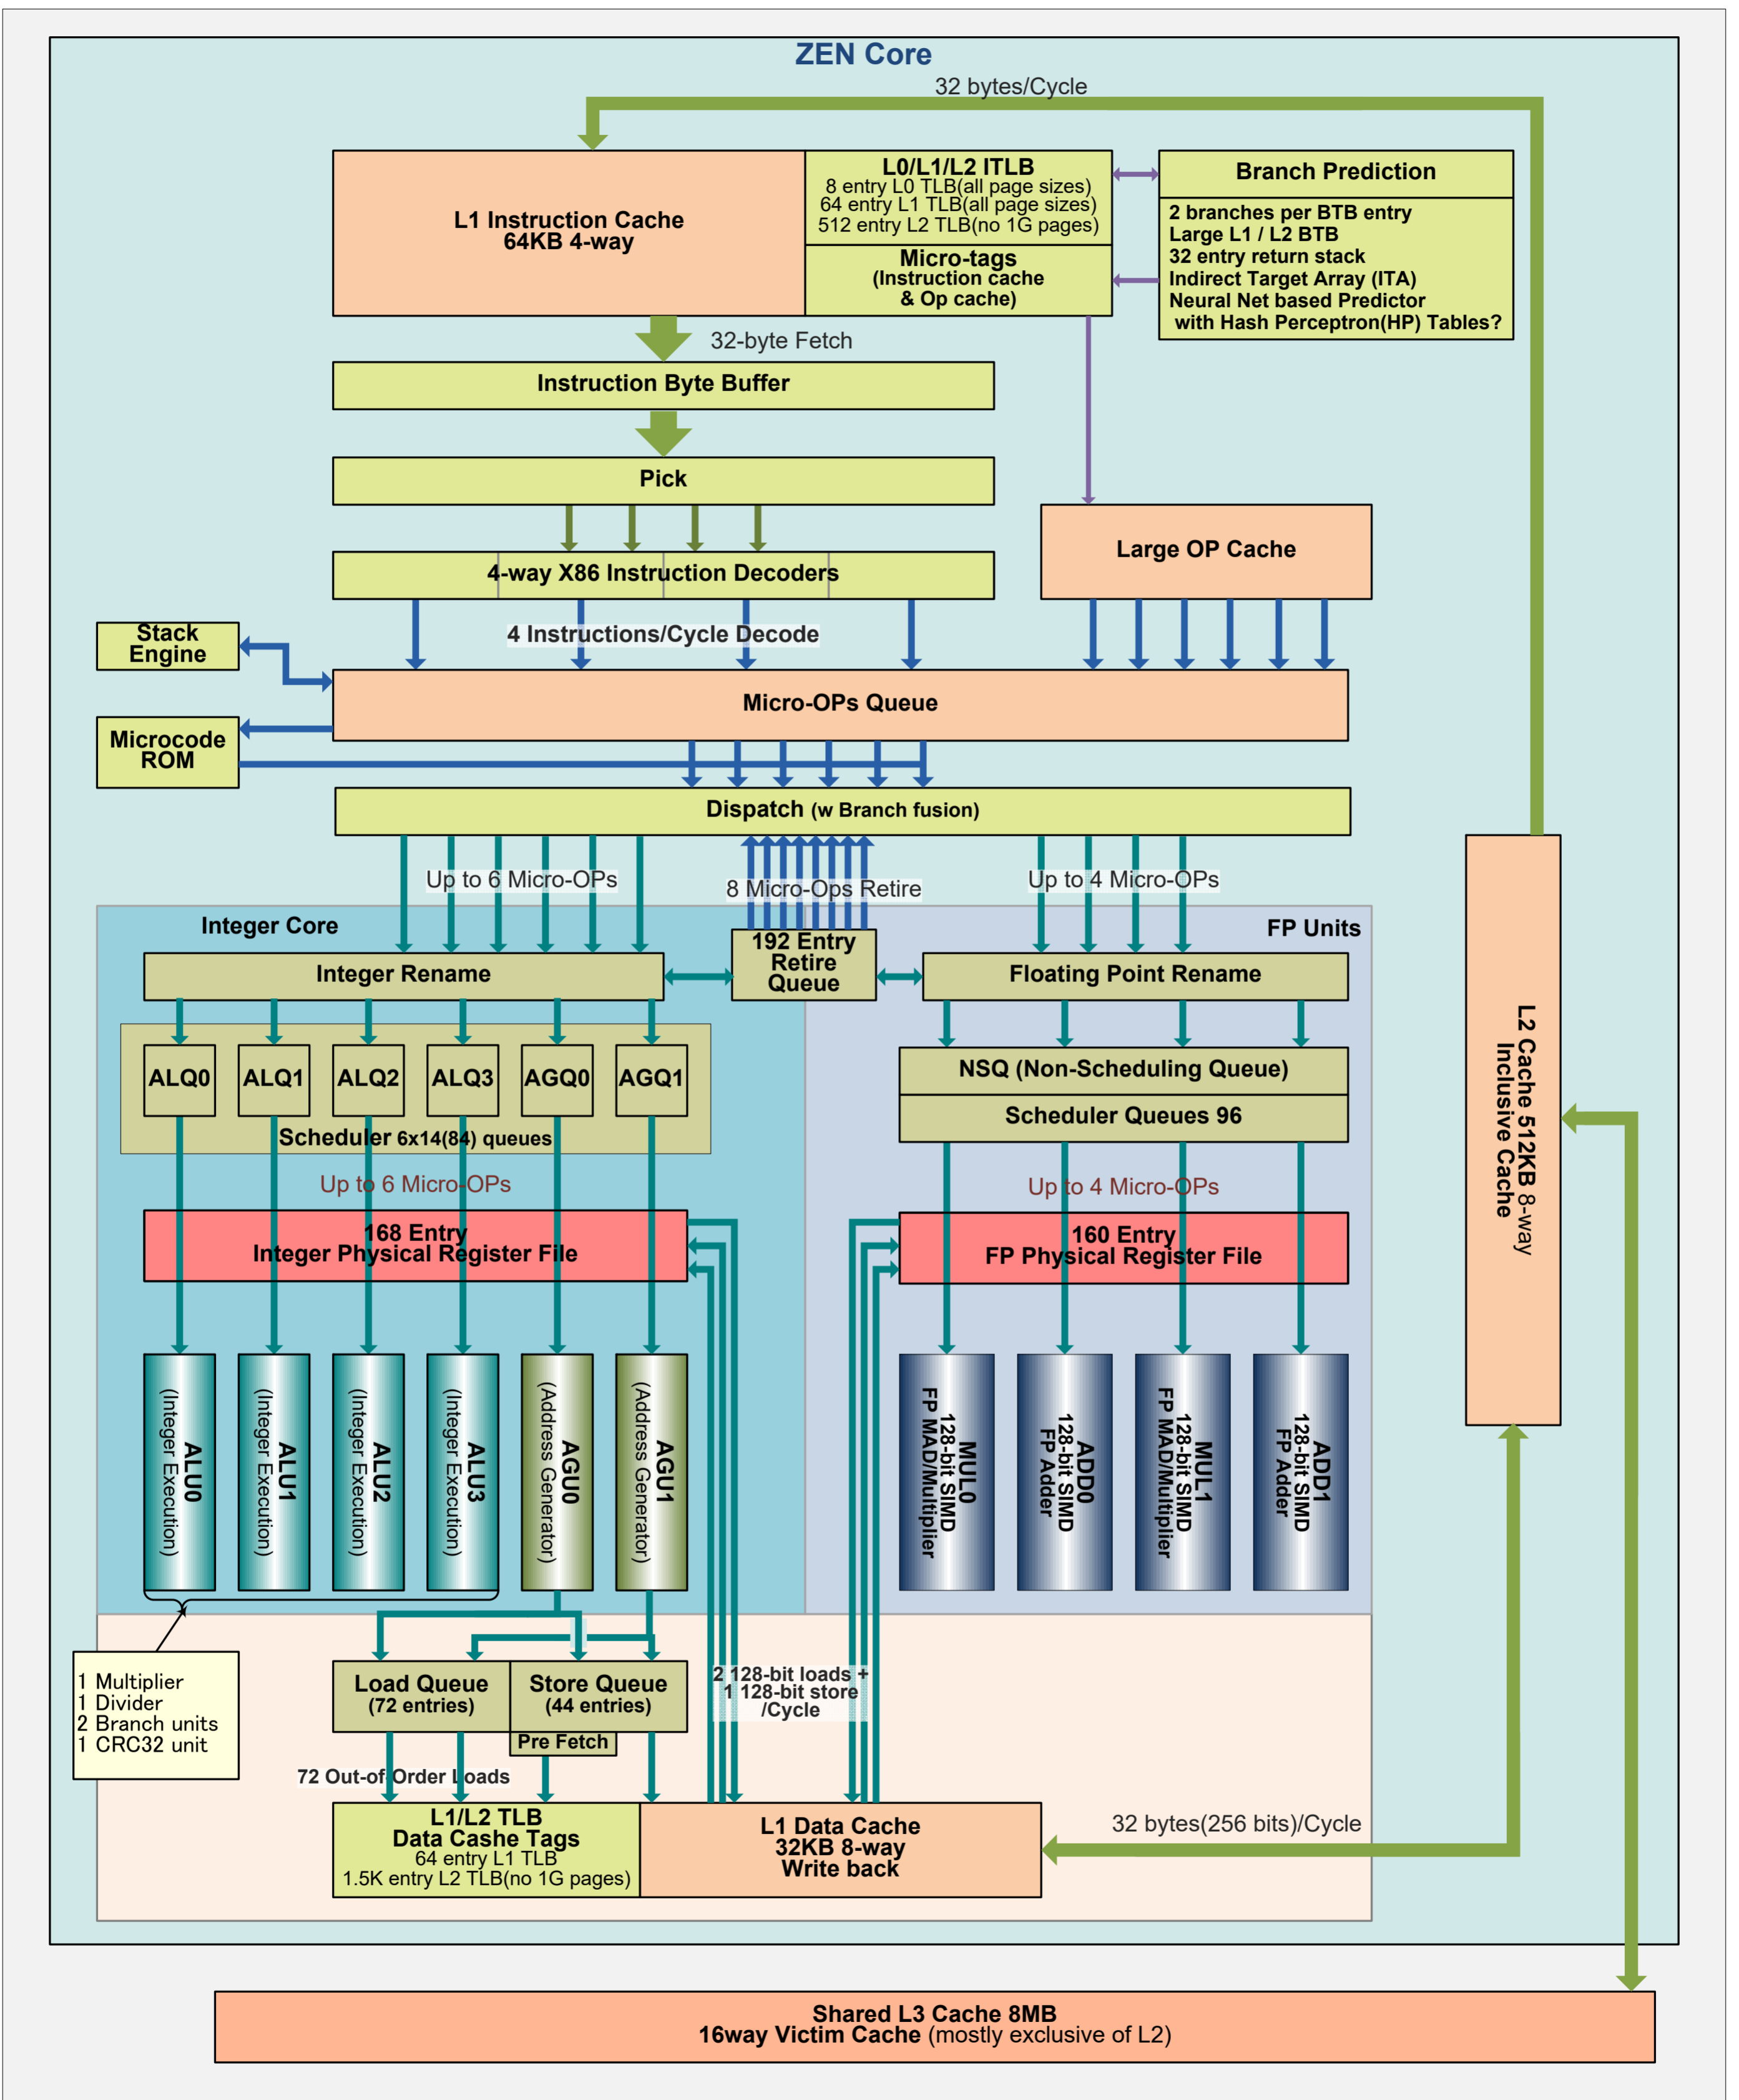 ZEN Core
32 bytes/Cycle
L1 Instruction Cache
64KB 4-way
L0/L1/L2 ITLB
8 entry L0 TLB(all page sizes)
64 entry L1 TLB(all page sizes)
512 entry L2 TLB(no 1G pages)
Micro-tags
(Instruction cache
& Op cache)
Branch Prediction
2 branches per BTB entry
Large L1 / L2 BTB
32 entry return stack
Indirect Target Array (ITA)
Neural Net based Predictor
with Hash Perceptron(HP) Tables?
32-byte Fetch
Instruction Byte Buffer
Pick
4-way X86 Instruction Decoders
Large OP Cache
4 Instructions/Cycle Decode
Stack
Engine
Micro-OPs Queue
Microcode
ROM
Dispatch (w Branch fusion)
Up to 6 Micro-OPs
8 Micro-Ops Retire
Up to 4 Micro-OPs
Integer Core
FP Units
192 Entry
Retire
Queue
Integer Rename
Floating Point Rename
ALQ0
ALQ1
ALQ2
ALQ3
AGQ0
AGQ1
Scheduler 6x14(84) queues
NSQ (Non-Scheduling Queue)
Scheduler Queues 96
L2 Cache 512KB 8-way
Inclusive Cache
Up to 6 Micro-OPs
Up to 4 Micro-OPs
168 Entry
Integer Physical Register File
160 Entry
FP Physical Register File
ALU0
(Integer Execution)
ALU1
(Integer Execution)
ALU2
(Integer Execution)
ALU3
(Integer Execution)
AGU0
(Address Generator)
AGU1
(Address Generator)
MUL0
128-bit SIMD
FP MAD/Multiplier
ADD0
128-bit SIMD
FP Adder
MUL1
128-bit SIMD
FP MAD/Multiplier
ADD1
128-bit SIMD
FP Adder
1 Multiplier
1 Divider
2 Branch units
1 CRC32 unit
Load Queue
(72 entries)
Store Queue
(44 entries)
Pre Fetch
2 128-bit loads +
1 128-bit store
/Cycle
72 Out-of-Order Loads
L1/L2 TLB
Data Cashe Tags
64 entry L1 TLB
1.5K entry L2 TLB(no 1G pages)
L1 Data Cache
32KB 8-way
Write back
32 bytes(256 bits)/Cycle
Shared L3 Cache 8MB
16way Victim Cache (mostly exclusive of L2)